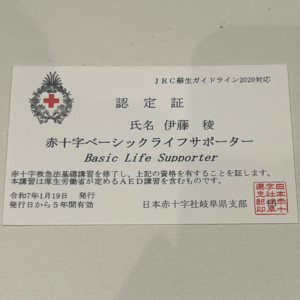 JRC蘇生ガイドライン2020対応
認定証
氏名 伊藤 稜
赤十字ベーシックライフサポーター
Basic Life Supporter
赤十字救急法基礎講習を修了し、上記の資格を有することを証します。
本講習は厚生労働省が定めるAED講習を含むものです。
令和7年1月19日 発行
発行日から5年間有効
日本赤十字社岐阜県支部